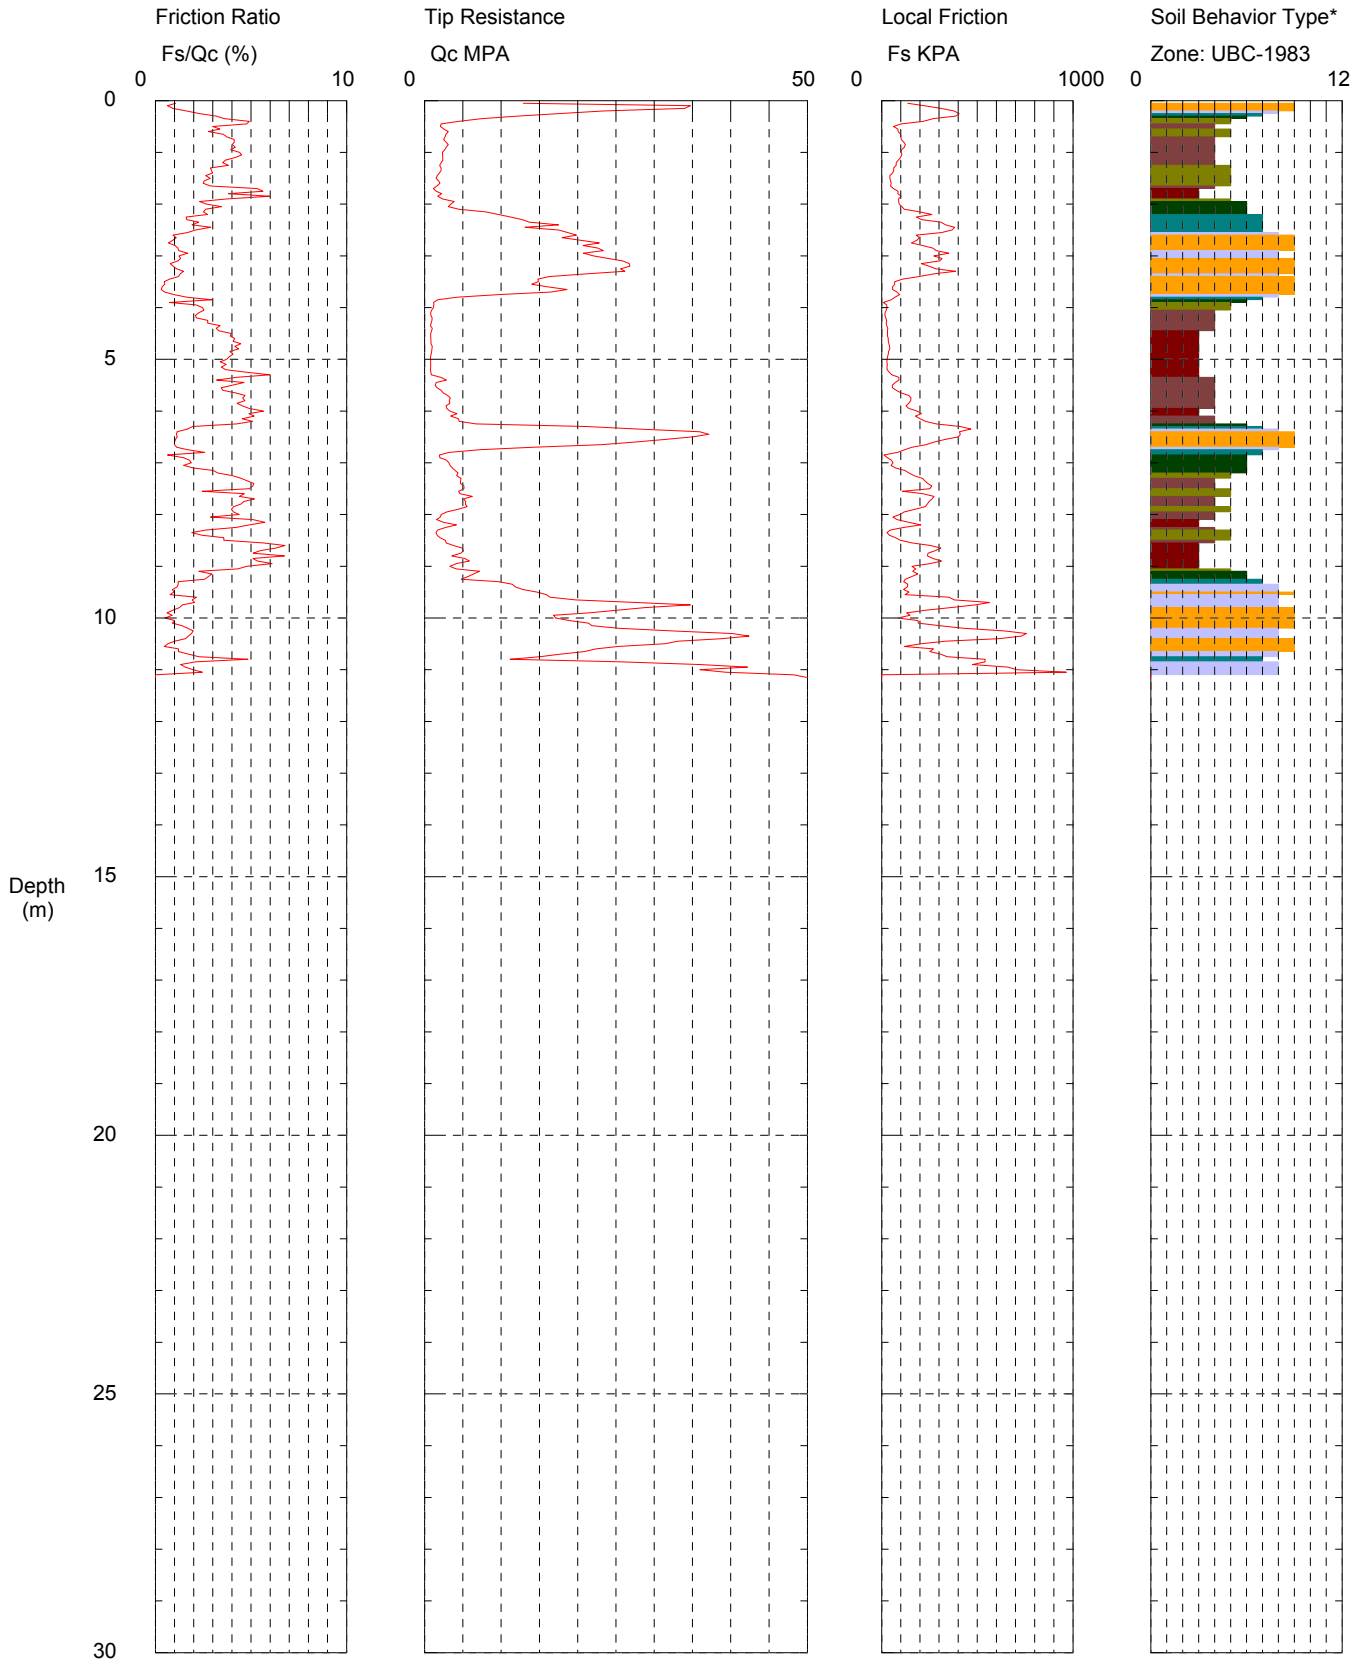 Friction Ratio Tip Resistance Local Friction Soil Behavior Type*
Fs/Qc (%) Qc MPA Fs KPA Zone: UBC-1983
0 10 0 50 0 1000 0 12
0
5
10
15
Depth
(m)
20
25
30